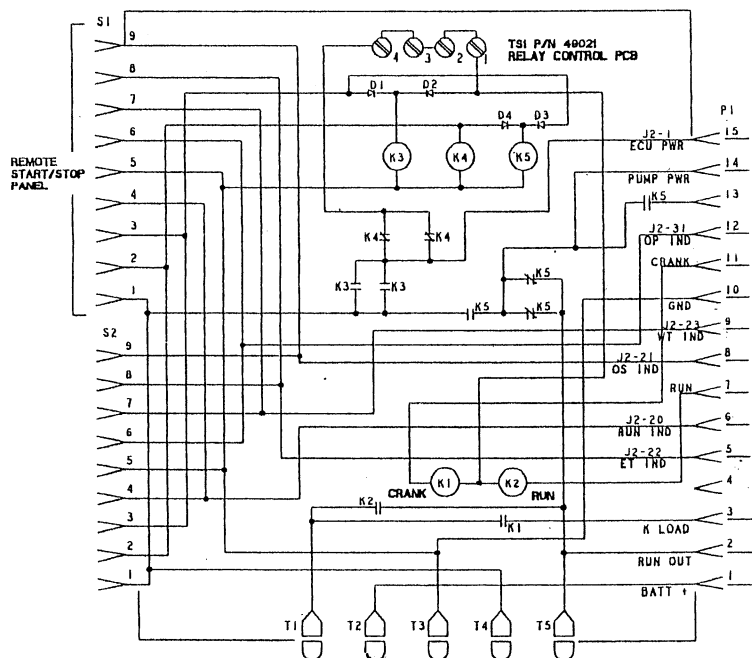 S1
9
8
7
6
5
4
3
2
1
REMOTE
START/STOP
PANEL
S2
9
8
7
6
5
4
3
2
1
4
3
2
1
TSI P/N 49021
RELAY CONTROL PCB
D1
D2
D4
D3
K3
K4
K5
K4
K4
K3
K3
K5
K5
K5
K5
P1
J2-1
ECU PWR
15
PUMP PWR
14
13
J2-31
OP IND
12
CRANK
11
GND
10
J2-23
WT IND
9
J2-21
OS IND
8
RUN
7
J2-20
RUN IND
6
J2-22
ET IND
5
4
K LOAD
3
RUN OUT
2
BATT +
1
CRANK
K1
K2
RUN
K2
K1
T1
T2
T3
T4
T5